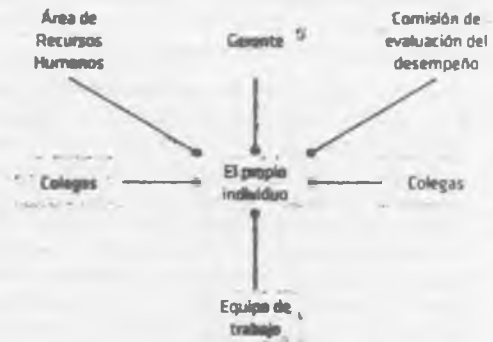 Área de
Recursos
Humanos
Gerente
Comisión de
evaluación del
desempeño
Colegas
El propio
individuo
Colegas
Equipo de
trabajo